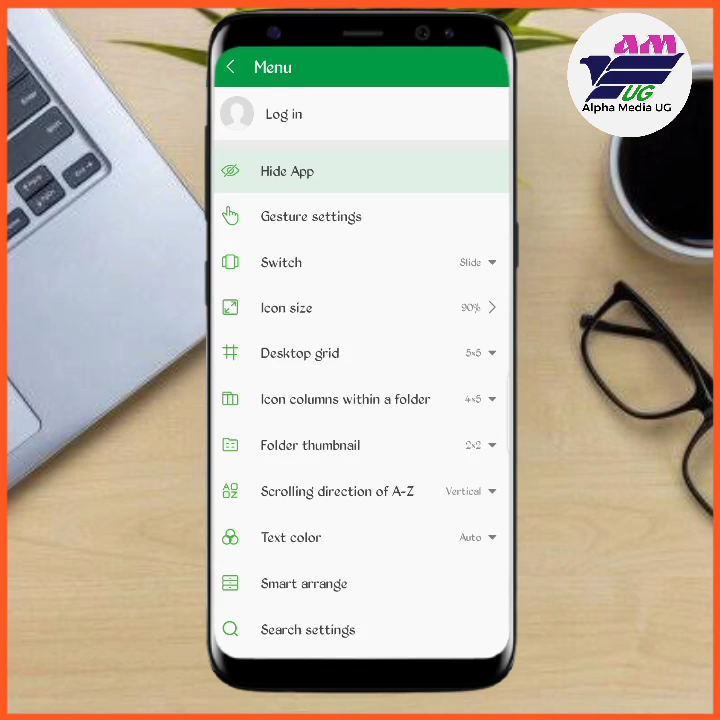 Menu
Log in
Hide App
Gesture settings
Switch Slide
Icon size 90%
Desktop grid 5x5
Icon columns within a folder 4x5
Folder thumbnail 2x2
Scrolling direction of A-Z Vertical
Text color Auto
Smart arrange
Search settings
AM
UG
Alpha Media UG